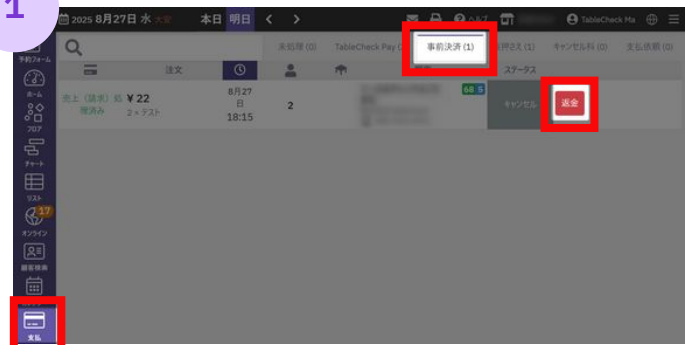 1
2025 8月27日 水 大安
本日 明日
ヘルプ
TableCheck Ma
予約フォーム
未処理 (0)
TableCheck Pay (
事前決済 (1)
押さえ (1)
キャンセル料 (0)
支払依頼 (0)
注文
ステータス
ホーム
売上（請求）処理済み
¥ 22
2 × テスト
8月27日
18:15
2
68 S
キャンセル
返金
フロア
チャート
リスト
17
オンライン
顧客検索
支払